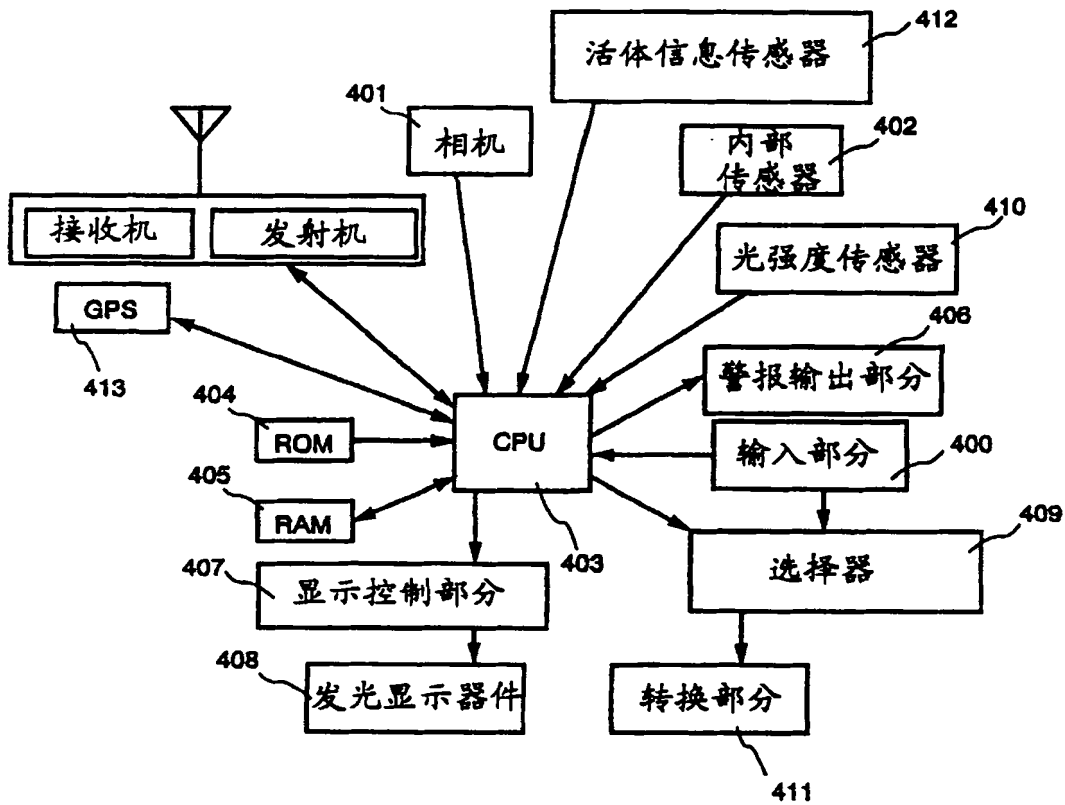 412
活体信息传感器
401
相机
402
内部
传感器
接收机
发射机
410
光强度传感器
GPS
413
406
警报输出部分
404
ROM
CPU
输入部分
400
405
RAM
403
409
选择器
407
显示控制部分
408
发光显示器件
转换部分
411